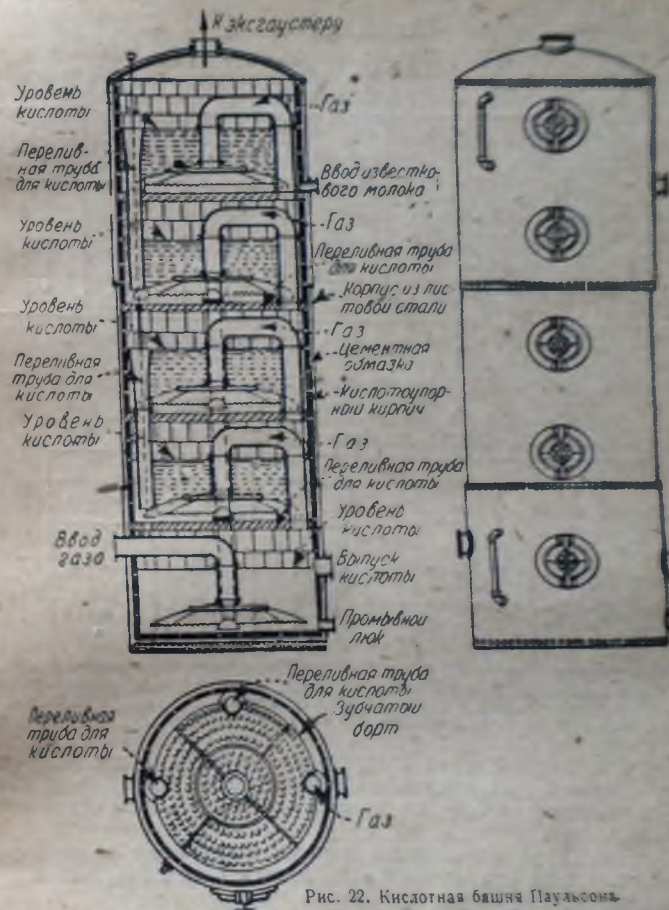 К эксгаустеру
Уровень
кислоты
Газ
Перелив-
ная труба
для кислоты
Ввод известко-
вого молока
Уровень
кислоты
Газ
Переливная труба
для кислоты
Корпус из лис-
товой стали
Уровень
кислоты
Газ
Цементная
обмазка
Переливная
труба для
кислоты
Кислотоупор-
ный кирпич
Уровень
кислоты
Газ
Переливная труба
для кислоты
Уровень
кислоты
Ввод
газа
Выпуск
кислоты
Промывной
люк
Переливная труба
для кислоты
Зубчатый
борт
Переливная
труба для
кислоты
Газ
Рис. 22. Кислотная башня Паульсона.